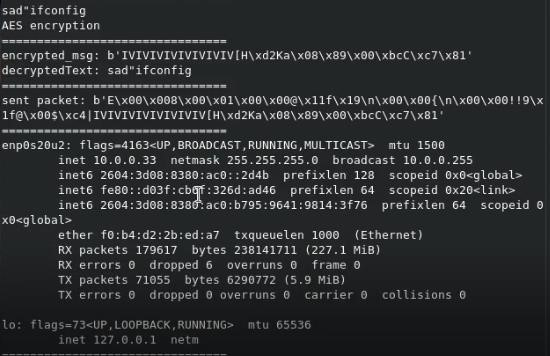 sad"ifconfig
AES encryption
==============================
encrypted_msg: b'IVIVIVIVIVIVIVIV[H\xd2Ka\x08\x89\x00\xbcC\xc7\x81'
decryptedText: sad"ifconfig
==============================
sent packet: b'E\x00\x008\x00\x01\x00\x00@\x11f\x19\n\x00\x00{\n\x00\x00!!9\x
1f@\x00$\xc4|IVIVIVIVIVIVIVIV[H\xd2Ka\x08\x89\x00\xbcC\xc7\x81'
==============================
enp0s20u2: flags=4163<UP,BROADCAST,RUNNING,MULTICAST>  mtu 1500
inet 10.0.0.33  netmask 255.255.255.0  broadcast 10.0.0.255
inet6 2604:3d08:8380:ac0::2d4b  prefixlen 128  scopeid 0x0<global>
inet6 fe80::d03f:cb6f:326d:ad46  prefixlen 64  scopeid 0x20<link>
inet6 2604:3d08:8380:ac0:b795:9641:9814:3f76  prefixlen 64  scopeid 0
x0<global>
ether f0:b4:d2:2b:ed:a7  txqueuelen 1000  (Ethernet)
RX packets 179617  bytes 238141711 (227.1 MiB)
RX errors 0  dropped 6  overruns 0  frame 0
TX packets 71055  bytes 6290772 (5.9 MiB)
TX errors 0  dropped 0 overruns 0  carrier 0  collisions 0
lo: flags=73<UP,LOOPBACK,RUNNING>  mtu 65536
inet 127.0.0.1  netm
==============================